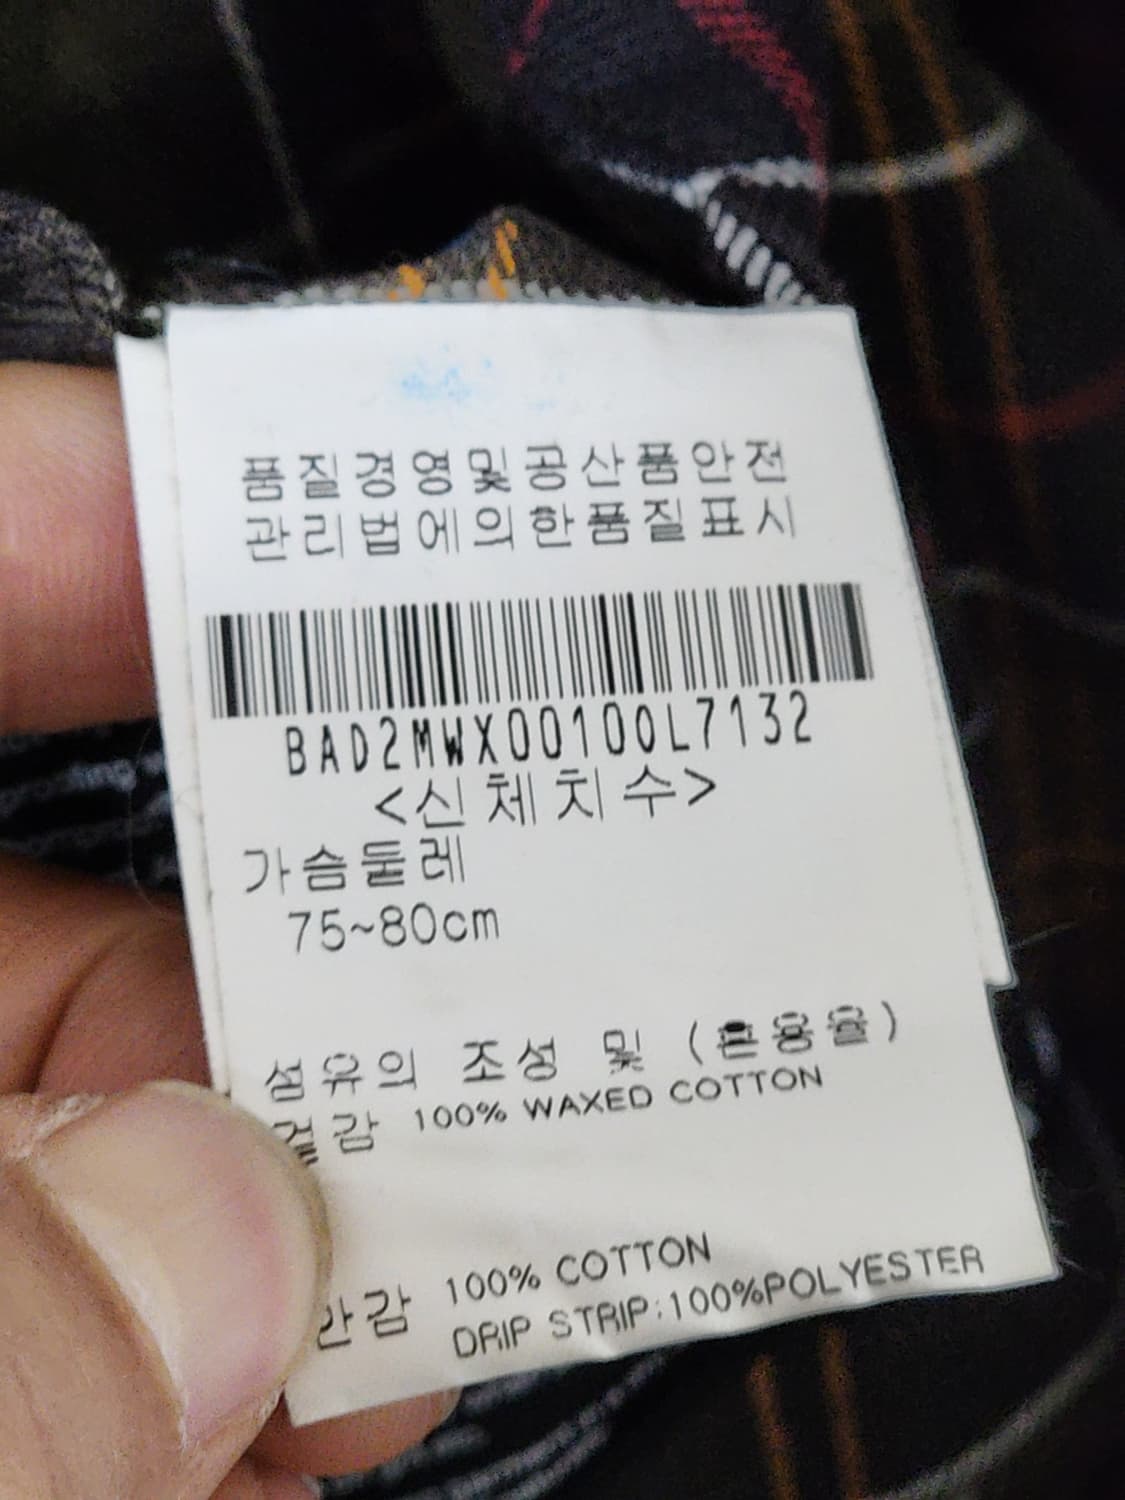 품질경영및공산품안전
관리법에의한품질표시
BAD2MWX00100L7132
<신체치수>
가슴둘레
75~80cm
섬유의 조성 및 (혼용율)
겉감 100% WAXED COTTON
안감 100% COTTON
DRIP STRIP:100%POLYESTER